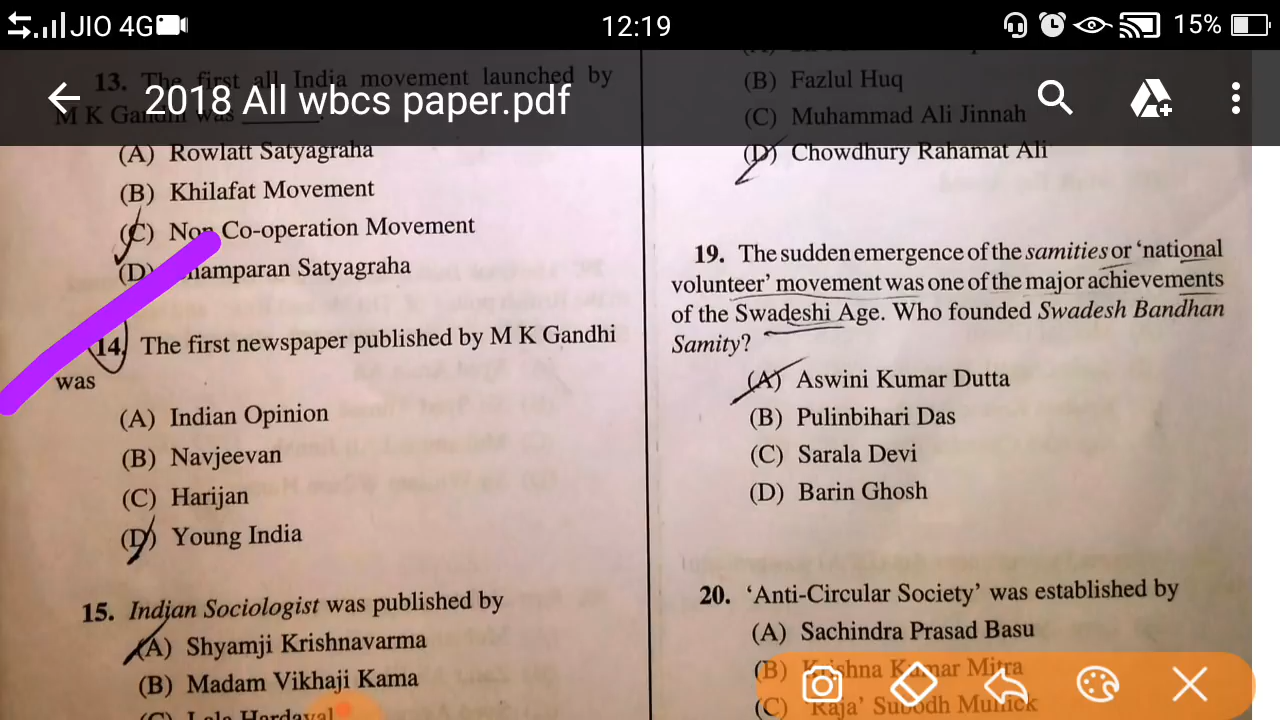 JIO 4G
12:19
15%
2018 All wbcs paper.pdf
13. The first all India movement launched by
M K Gandhi was
(A) Rowlatt Satyagraha
(B) Khilafat Movement
(C) Non Co-operation Movement
(D) Champaran Satyagraha
14. The first newspaper published by M K Gandhi
was
(A) Indian Opinion
(B) Navjeevan
(C) Harijan
(D) Young India
15. Indian Sociologist was published by
(A) Shyamji Krishnavarma
(B) Madam Vikhaji Kama
(C) Lala Hardayal
(B) Fazlul Huq
(C) Muhammad Ali Jinnah
(D) Chowdhury Rahamat Ali
19. The sudden emergence of the samities or ‘national
volunteer’ movement was one of the major achievements
of the Swadeshi Age. Who founded Swadesh Bandhan
Samity?
(A) Aswini Kumar Dutta
(B) Pulinbihari Das
(C) Sarala Devi
(D) Barin Ghosh
20. ‘Anti-Circular Society’ was established by
(A) Sachindra Prasad Basu
(B) Krishna Kumar Mitra
(C) ‘Raja’ Subodh Mullick